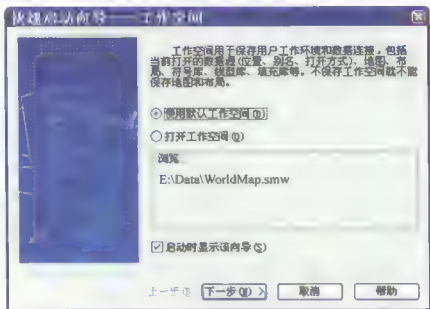 快速启动向导——工作空间
工作空间用于保存用户工作环境和数据连接，包括
当前打开的数据源(位置、别名、打开方式)、地图、布
局、符号库、线型库、填充库等。不保存工作空间就不能
保存地图和布局。
使用默认工作空间(D)
打开工作空间(O)
浏览
E:\Data\WorldMap.smw
启动时显示该向导(S)
上一步
下一步(N) >
取消
帮助